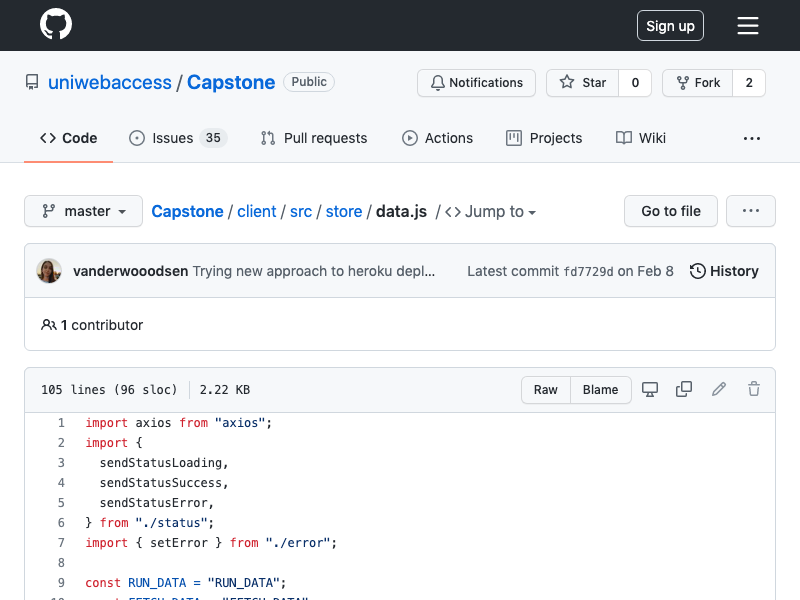 Sign up
uniwebaccess / Capstone Public
Notifications Star 0 Fork 2
Code Issues 35 Pull requests Actions Projects Wiki ...
master Capstone / client / src / store / data.js / <> Jump to
Go to file ...
vanderwooodsen Trying new approach to heroku depl... Latest commit fd7729d on Feb 8 History
1 contributor
105 lines (96 sloc) 2.22 KB Raw Blame
1 import axios from "axios";
2 import {
3 sendStatusLoading,
4 sendStatusSuccess,
5 sendStatusError,
6 } from "./status";
7 import { setError } from "./error";
8
9 const RUN_DATA = "RUN_DATA";